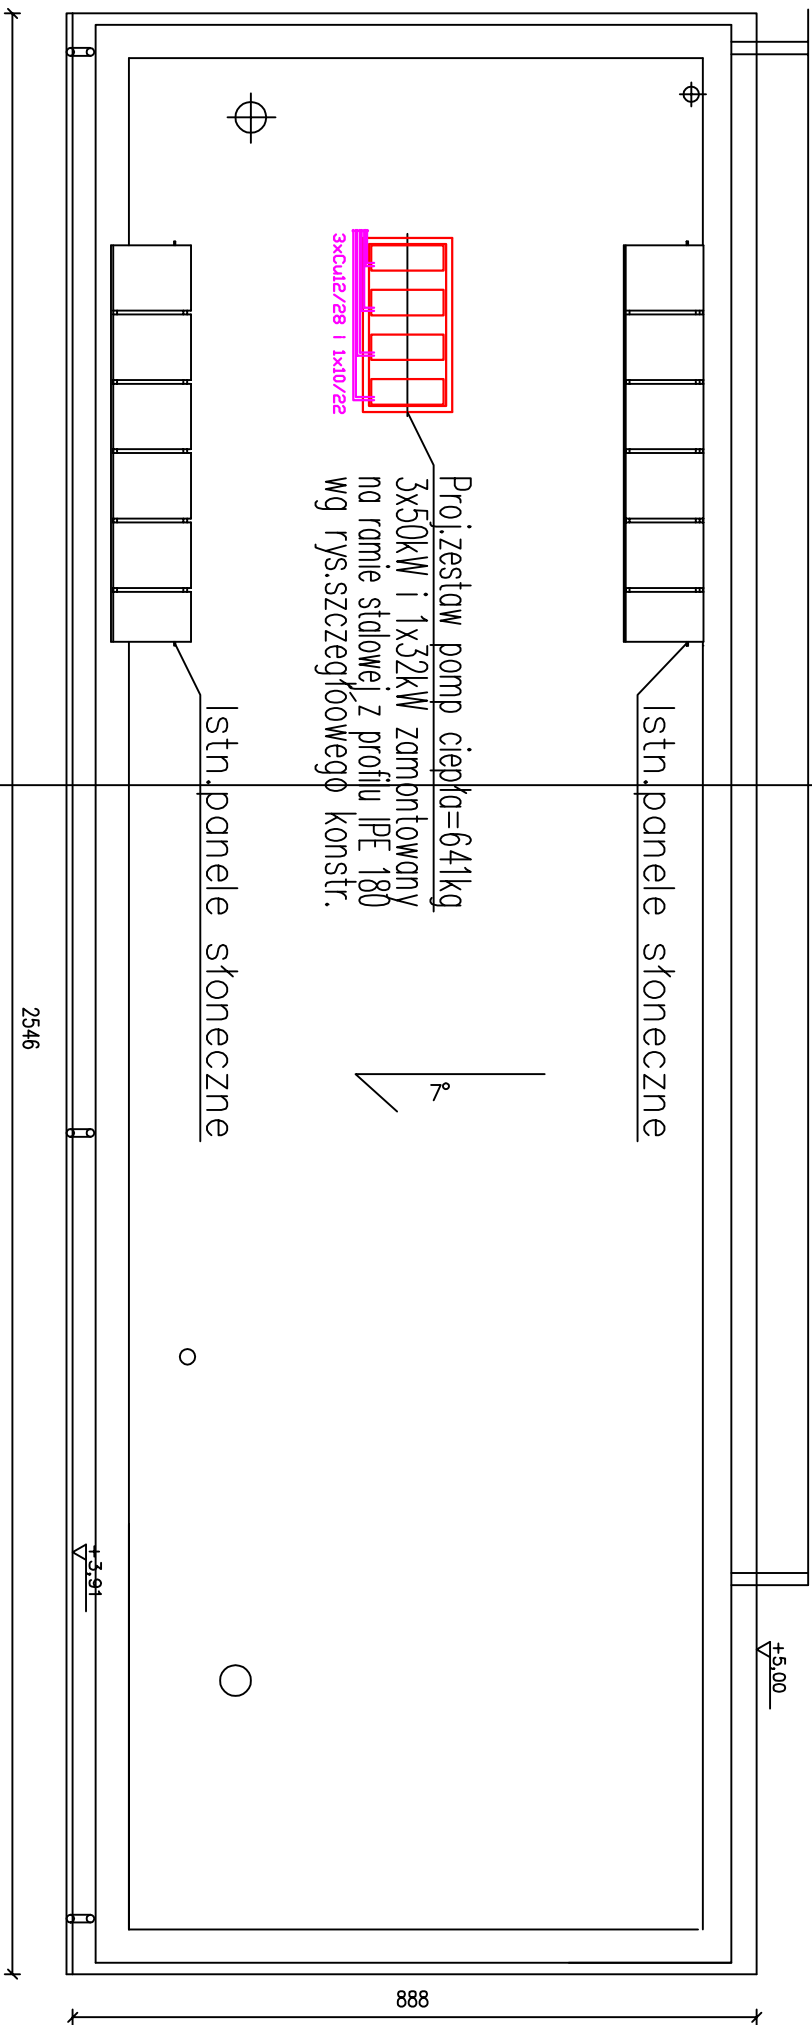 +5,00
Istn.panele słoneczne
Proj.zestaw pomp ciepła=641kg
3x50kW i 1x32kW zamontowany
na ramie stalowej z profilu IPE 180
wg rys.szczegłoowego konstr.
3xCu12/28 i 1x10/22
7°
Istn.panele słoneczne
+3,91
2546
888